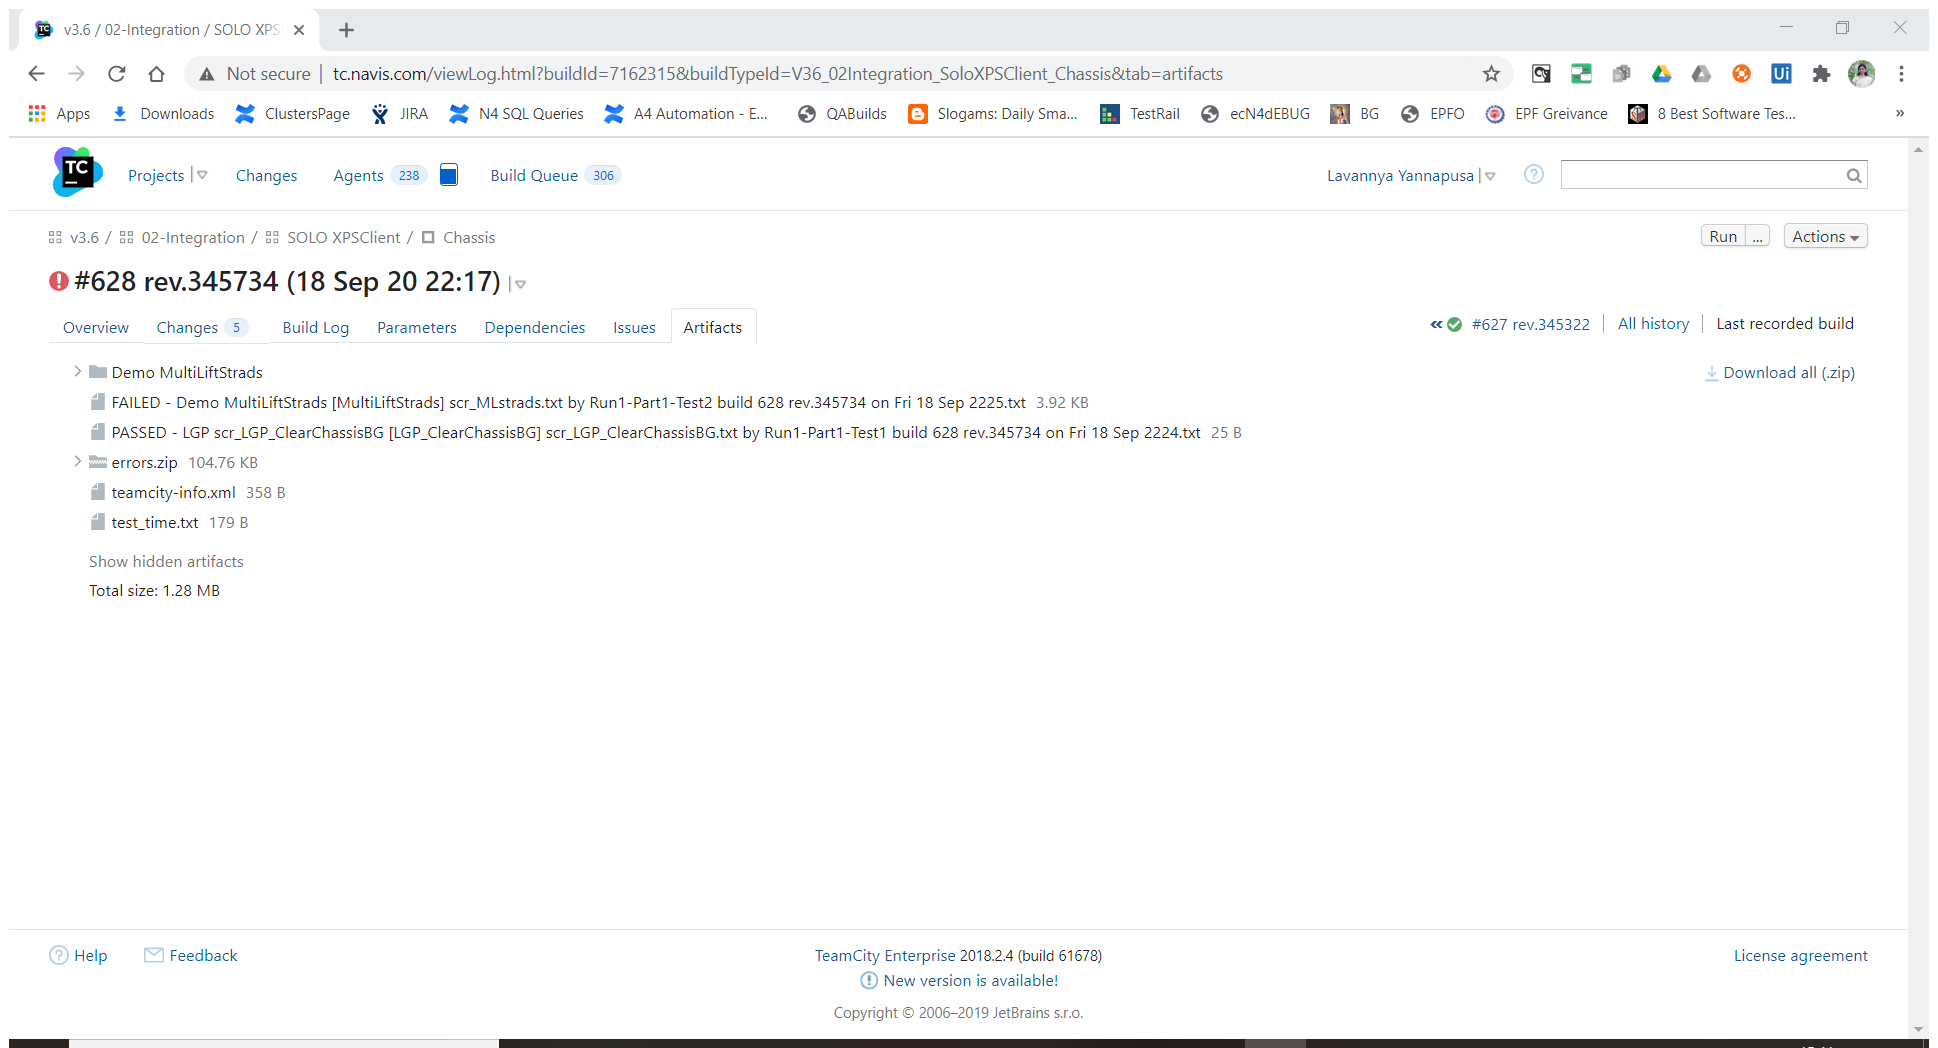 v3.6 / 02-Integration / SOLO XPS
Not secure tc.navis.com/viewLog.html?buildId=7162315&buildTypeId=V36_02Integration_SoloXPSClient_Chassis&tab=artifacts
Apps Downloads ClustersPage JIRA N4 SQL Queries A4 Automation - E... QABuilds Slogams: Daily Sma... TestRail ecN4dEBUG BG EPFO EPF Greivance 8 Best Software Tes... »
TC Projects Changes Agents 238 Build Queue 306 Lavannya Yannapusa
v3.6 / 02-Integration / SOLO XPSClient / Chassis Run ... Actions
#628 rev.345734 (18 Sep 20 22:17)
Overview Changes 5 Build Log Parameters Dependencies Issues Artifacts « #627 rev.345322 All history Last recorded build
Demo MultiLiftStrads Download all (.zip)
FAILED - Demo MultiLiftStrads [MultiLiftStrads] scr_MLstrads.txt by Run1-Part1-Test2 build 628 rev.345734 on Fri 18 Sep 2225.txt 3.92 KB
PASSED - LGP scr_LGP_ClearChassisBG [LGP_ClearChassisBG] scr_LGP_ClearChassisBG.txt by Run1-Part1-Test1 build 628 rev.345734 on Fri 18 Sep 2224.txt 25 B
errors.zip 104.76 KB
teamcity-info.xml 358 B
test_time.txt 179 B
Show hidden artifacts
Total size: 1.28 MB
Help Feedback TeamCity Enterprise 2018.2.4 (build 61678) License agreement
New version is available!
Copyright © 2006–2019 JetBrains s.r.o.